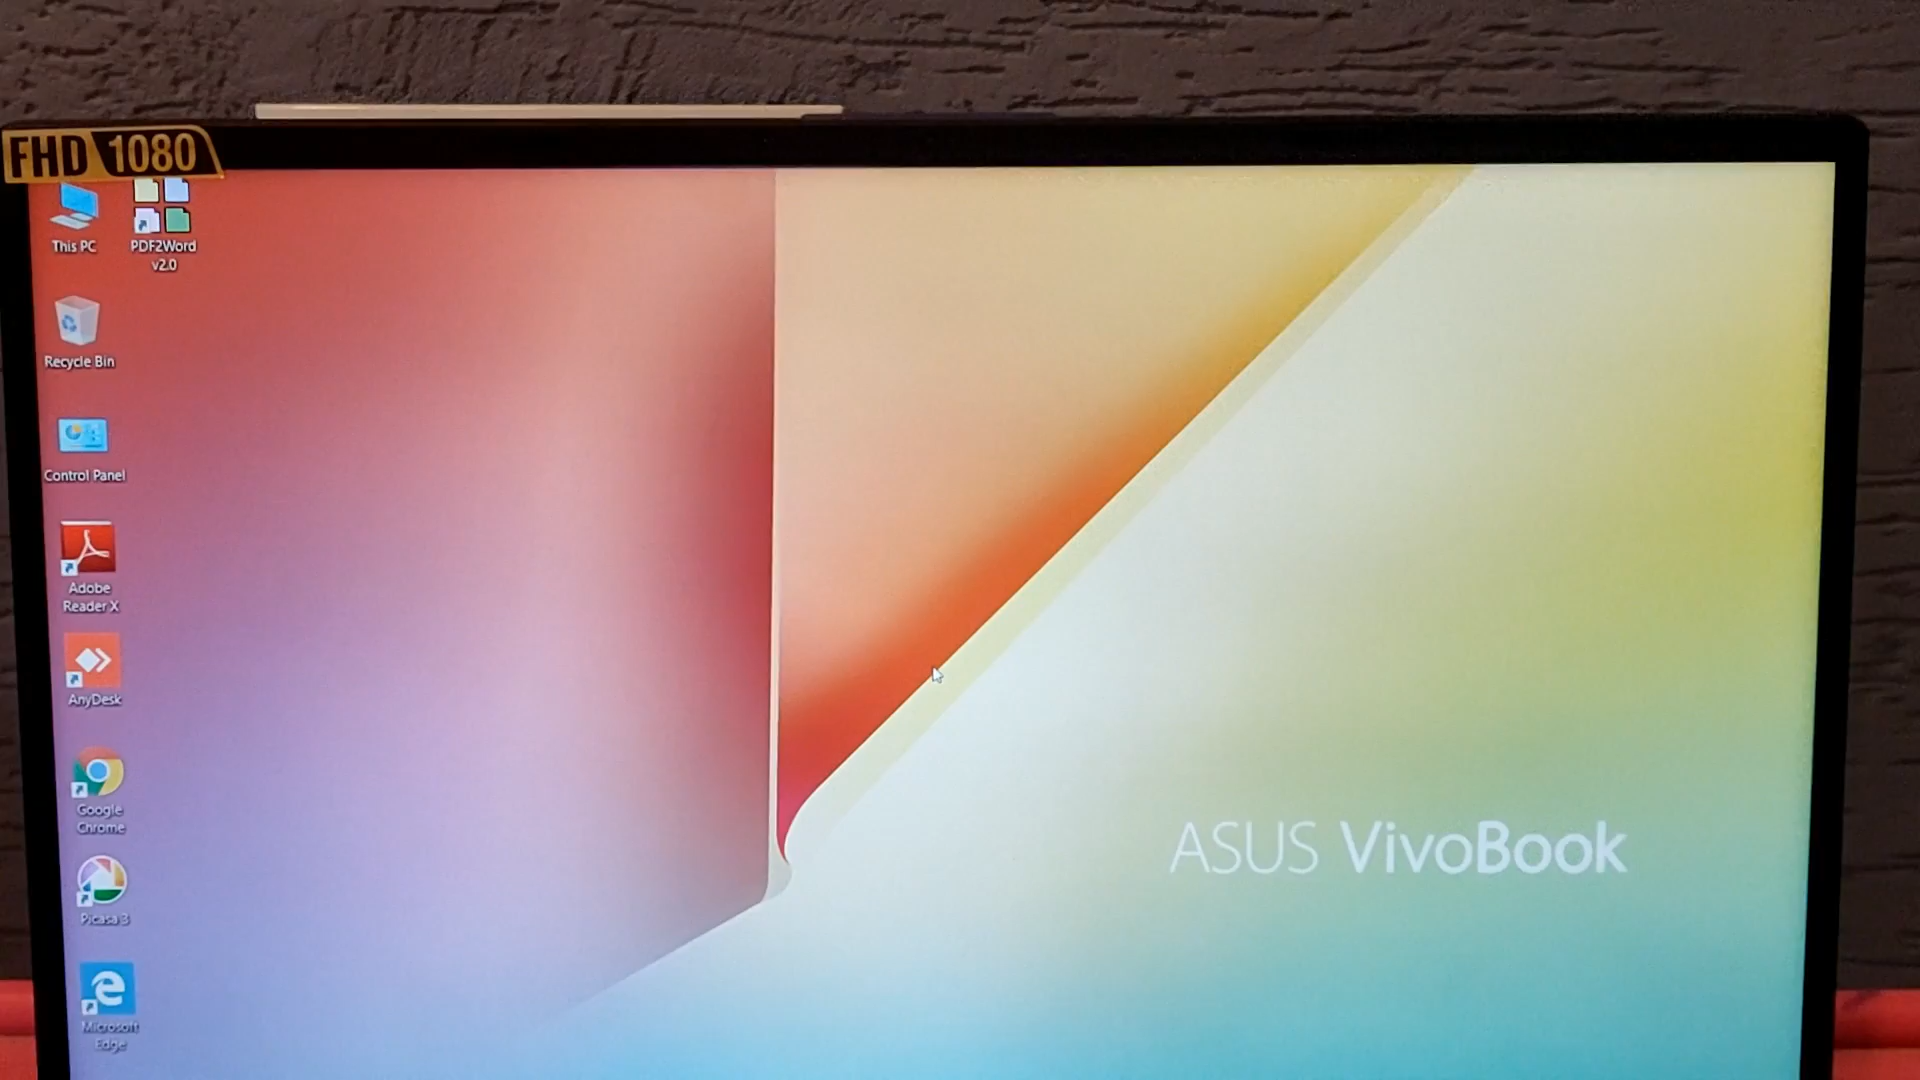 FHD 1080
This PC
PDF2Word
v2.0
Recycle Bin
Control Panel
Adobe
Reader X
AnyDesk
Google
Chrome
Picasa 3
Microsoft
Edge
ASUS VivoBook